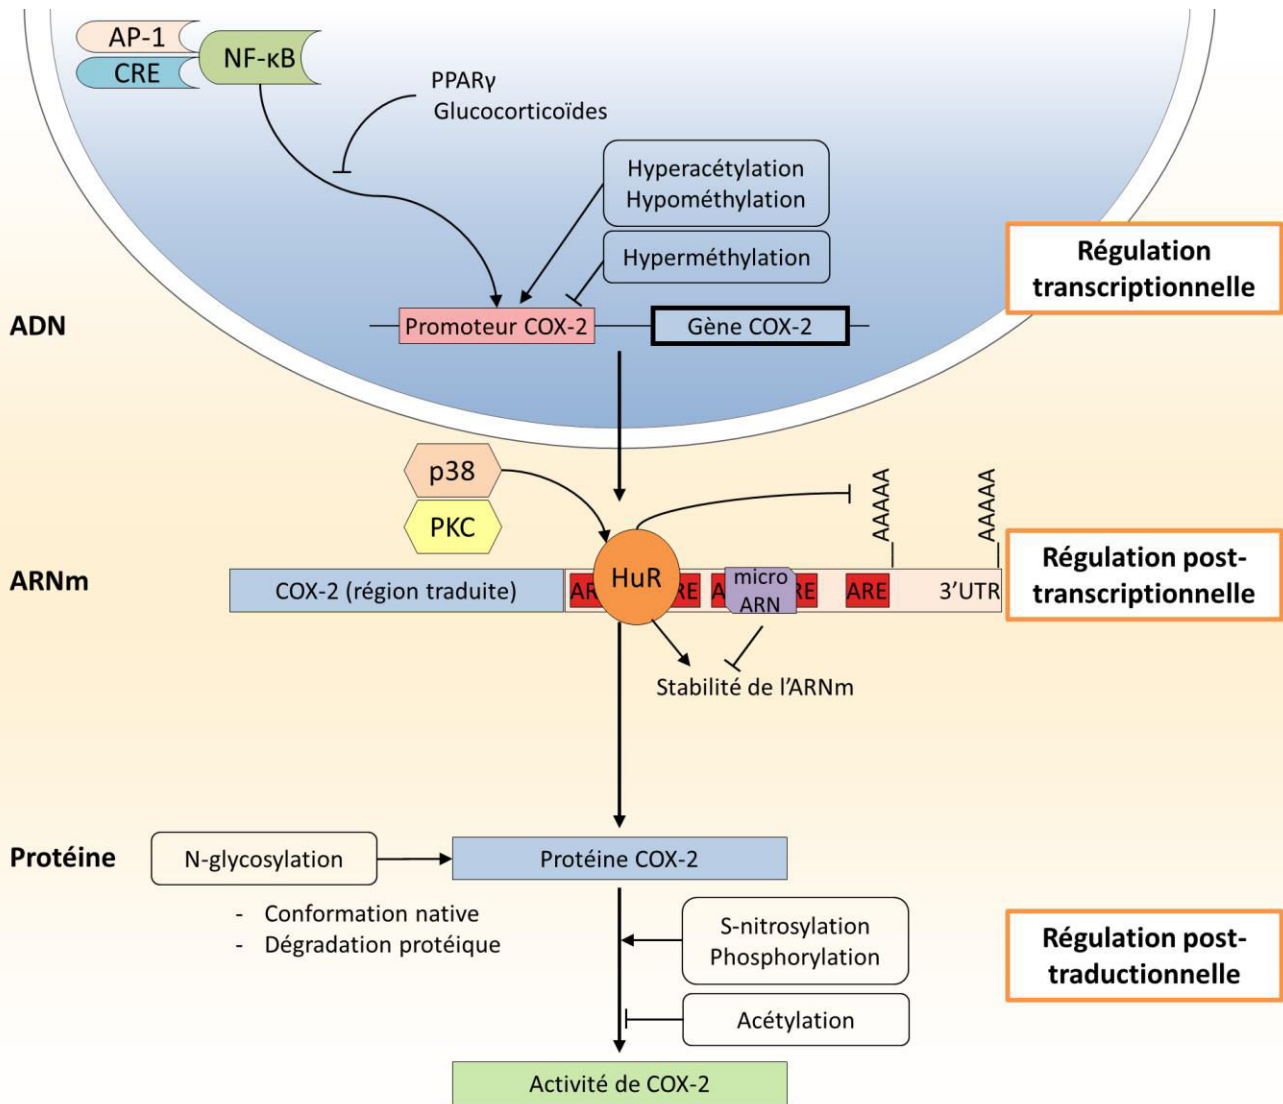 AP-1
CRE
NF-κB
PPARγ
Glucocorticoïdes
Hyperacétylation
Hypométhylation
Hyperméthylation
Régulation
transcriptionnelle
ADN
Promoteur COX-2
Gène COX-2
p38
PKC
AAAAA
AAAAA
ARNm
COX-2 (région traduite)
AR
HuR
RE
A
micro
ARN
RE
ARE
3'UTR
Régulation post-
transcriptionnelle
Stabilité de l'ARNm
Protéine
N-glycosylation
Protéine COX-2
- Conformation native
- Dégradation protéique
S-nitrosylation
Phosphorylation
Régulation post-
traductionnelle
Acétylation
Activité de COX-2